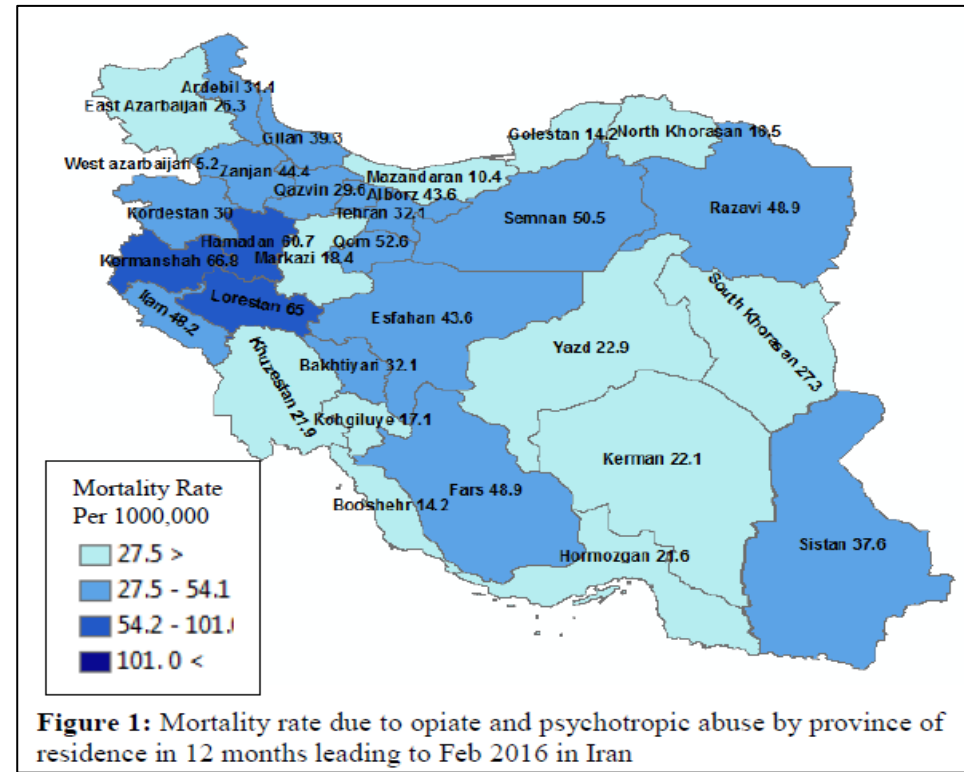 Ardebil 31.4
East Azarbaijan 26.3
Gilan 39.3
Golestan 14.2
North Khorasan 16.5
West azarbaijan 5.2
Zanjan 44.4
Mazandaran 10.4
Qazvin 29.6
Alborz 43.6
Kordestan 30
Tehran 32.1
Semnan 50.5
Razavi 48.9
Hamadan 60.7
Qom 52.6
Kermanshah 66.8
Markazi 18.4
Ilam 48.2
Lorestan 65
Esfahan 43.6
South Khorasan 27.3
Khuzestan 21.9
Bakhtiyari 32.1
Yazd 22.9
Kohgiluye 17.1
Kerman 22.1
Booshehr 14.2
Fars 48.9
Hormozgan 21.6
Sistan 37.6
Mortality Rate
Per 1000,000
27.5 >
27.5 - 54.1
54.2 - 101.
101. 0 <
Figure 1: Mortality rate due to opiate and psychotropic abuse by province of
residence in 12 months leading to Feb 2016 in Iran